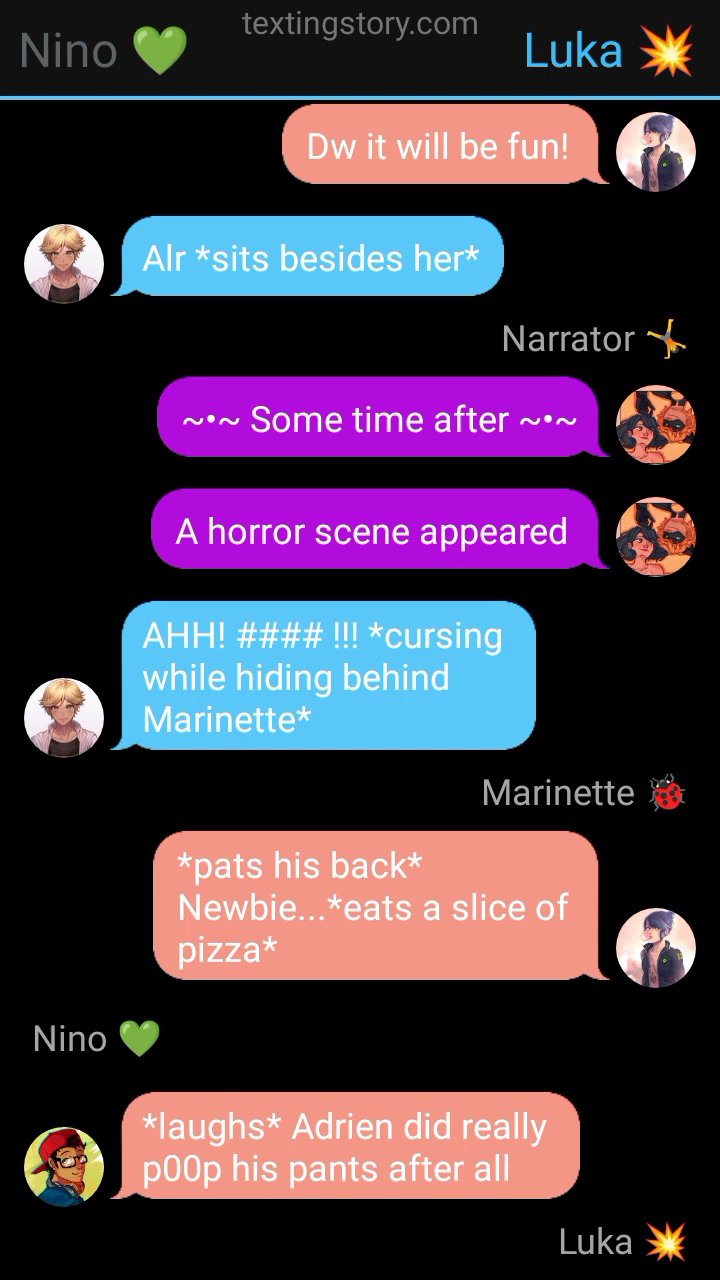 textingstory.com
Nino 💚
Luka 💥
Dw it will be fun!
Alr *sits besides her*
Narrator 🤸
~•~ Some time after ~•~
A horror scene appeared
AHH! #### !!! *cursing
while hiding behind
Marinette*
Marinette 🐞
*pats his back*
Newbie...*eats a slice of
pizza*
Nino 💚
*laughs* Adrien did really
p00p his pants after all
Luka 💥